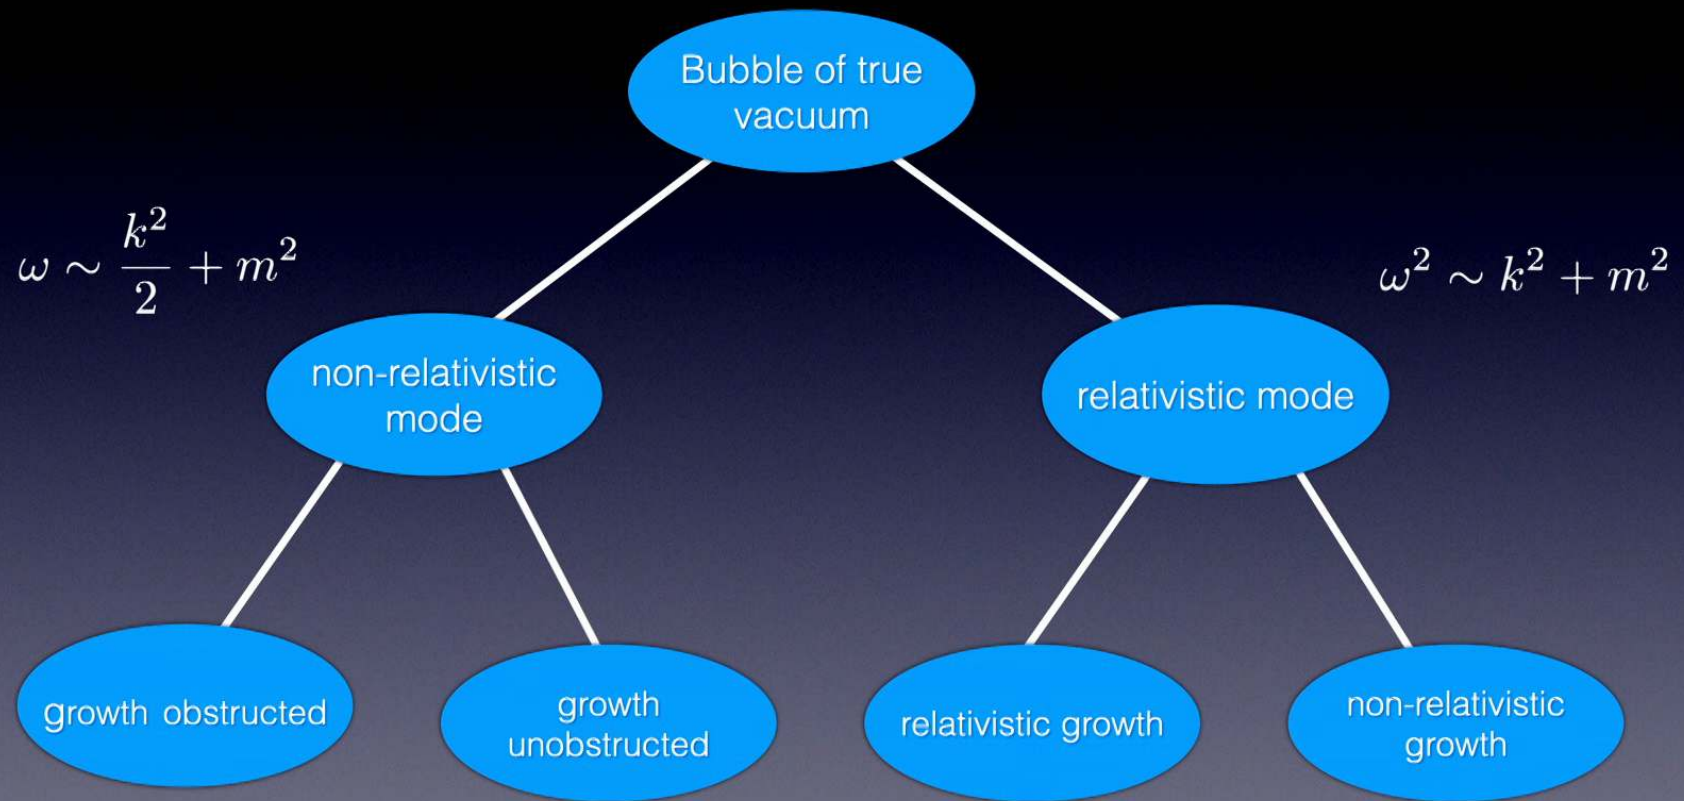 Bubble of true
vacuum
ω ∼ k²/2 + m²
ω² ∼ k² + m²
non-relativistic
mode
relativistic mode
growth obstructed
growth
unobstructed
relativistic growth
non-relativistic
growth